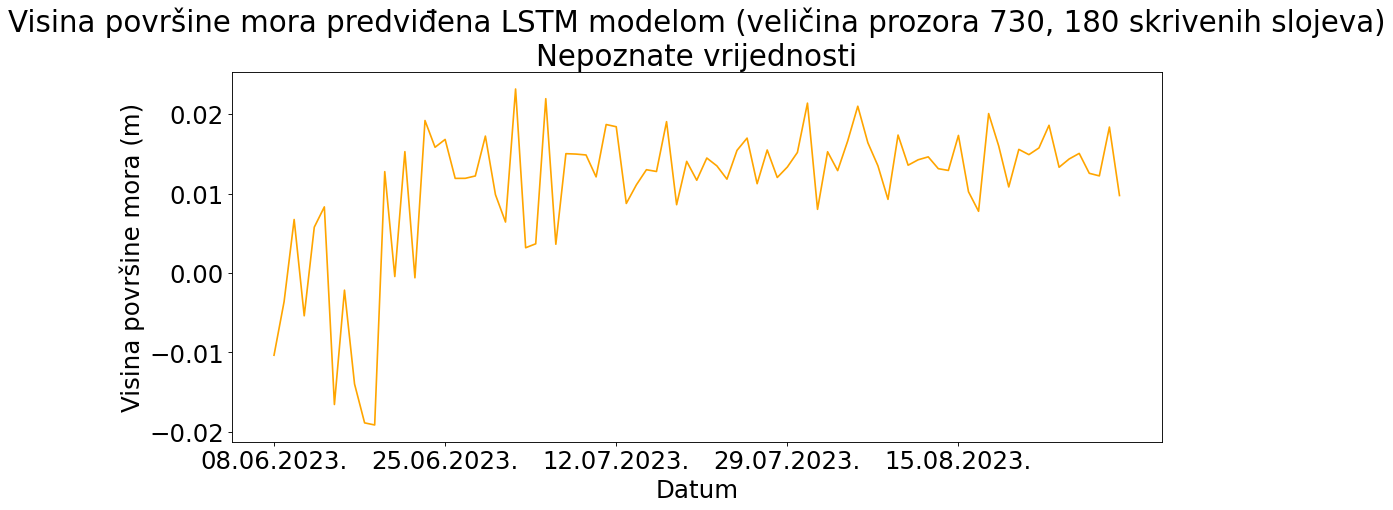 Visina površine mora predviđena LSTM modelom (veličina prozora 730, 180 skrivenih slojeva)
Nepoznate vrijednosti
Visina površine mora (m)
0.02
0.01
0.00
−0.01
−0.02
08.06.2023. 25.06.2023. 12.07.2023. 29.07.2023. 15.08.2023.
Datum